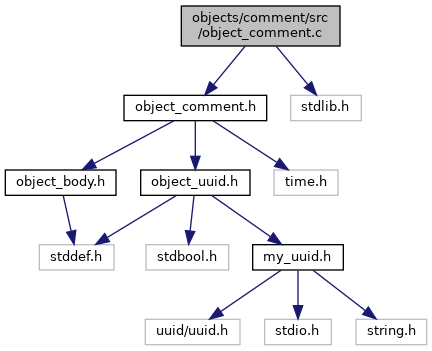 objects/comment/src
/object_comment.c
object_comment.h
stdlib.h
object_body.h
object_uuid.h
time.h
stddef.h
stdbool.h
my_uuid.h
uuid/uuid.h
stdio.h
string.h